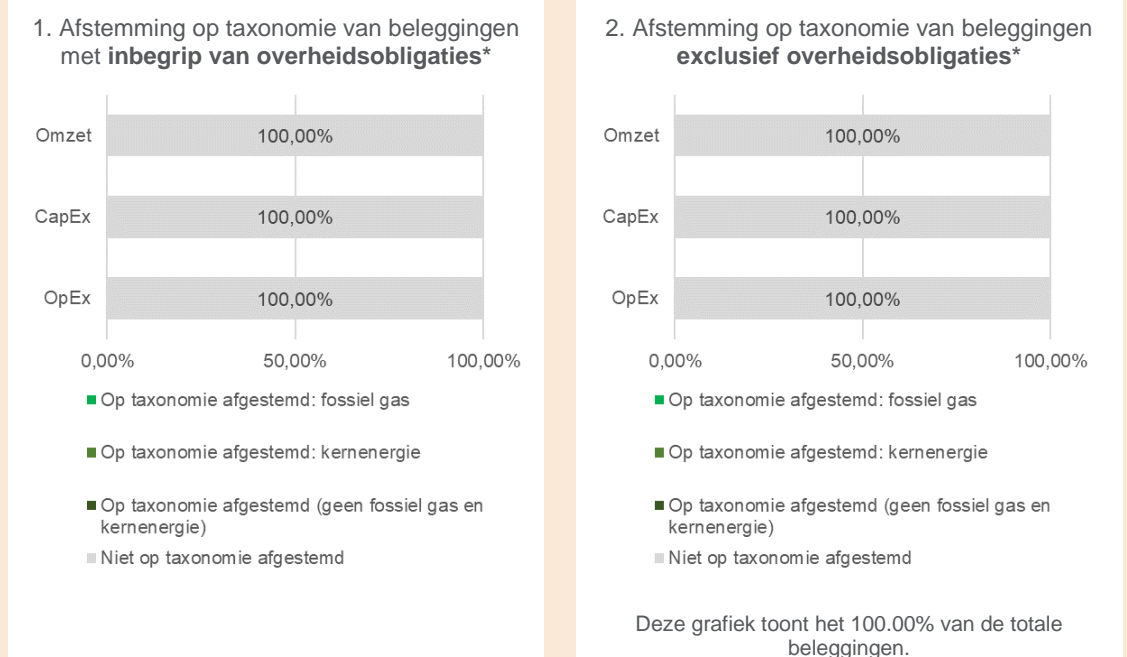 1. Afstemming op taxonomie van beleggingen
met inbegrip van overheidsobligaties*
Omzet
100,00%
CapEx
100,00%
OpEx
100,00%
0,00%
50,00%
100,00%
Op taxonomie afgestemd: fossiel gas
Op taxonomie afgestemd: kernenergie
Op taxonomie afgestemd (geen fossiel gas en
kernenergie)
Niet op taxonomie afgestemd
2. Afstemming op taxonomie van beleggingen
exclusief overheidsobligaties*
Omzet
100,00%
CapEx
100,00%
OpEx
100,00%
0,00%
50,00%
100,00%
Op taxonomie afgestemd: fossiel gas
Op taxonomie afgestemd: kernenergie
Op taxonomie afgestemd (geen fossiel gas en
kernenergie)
Niet op taxonomie afgestemd
Deze grafiek toont het 100.00% van de totale
beleggingen.